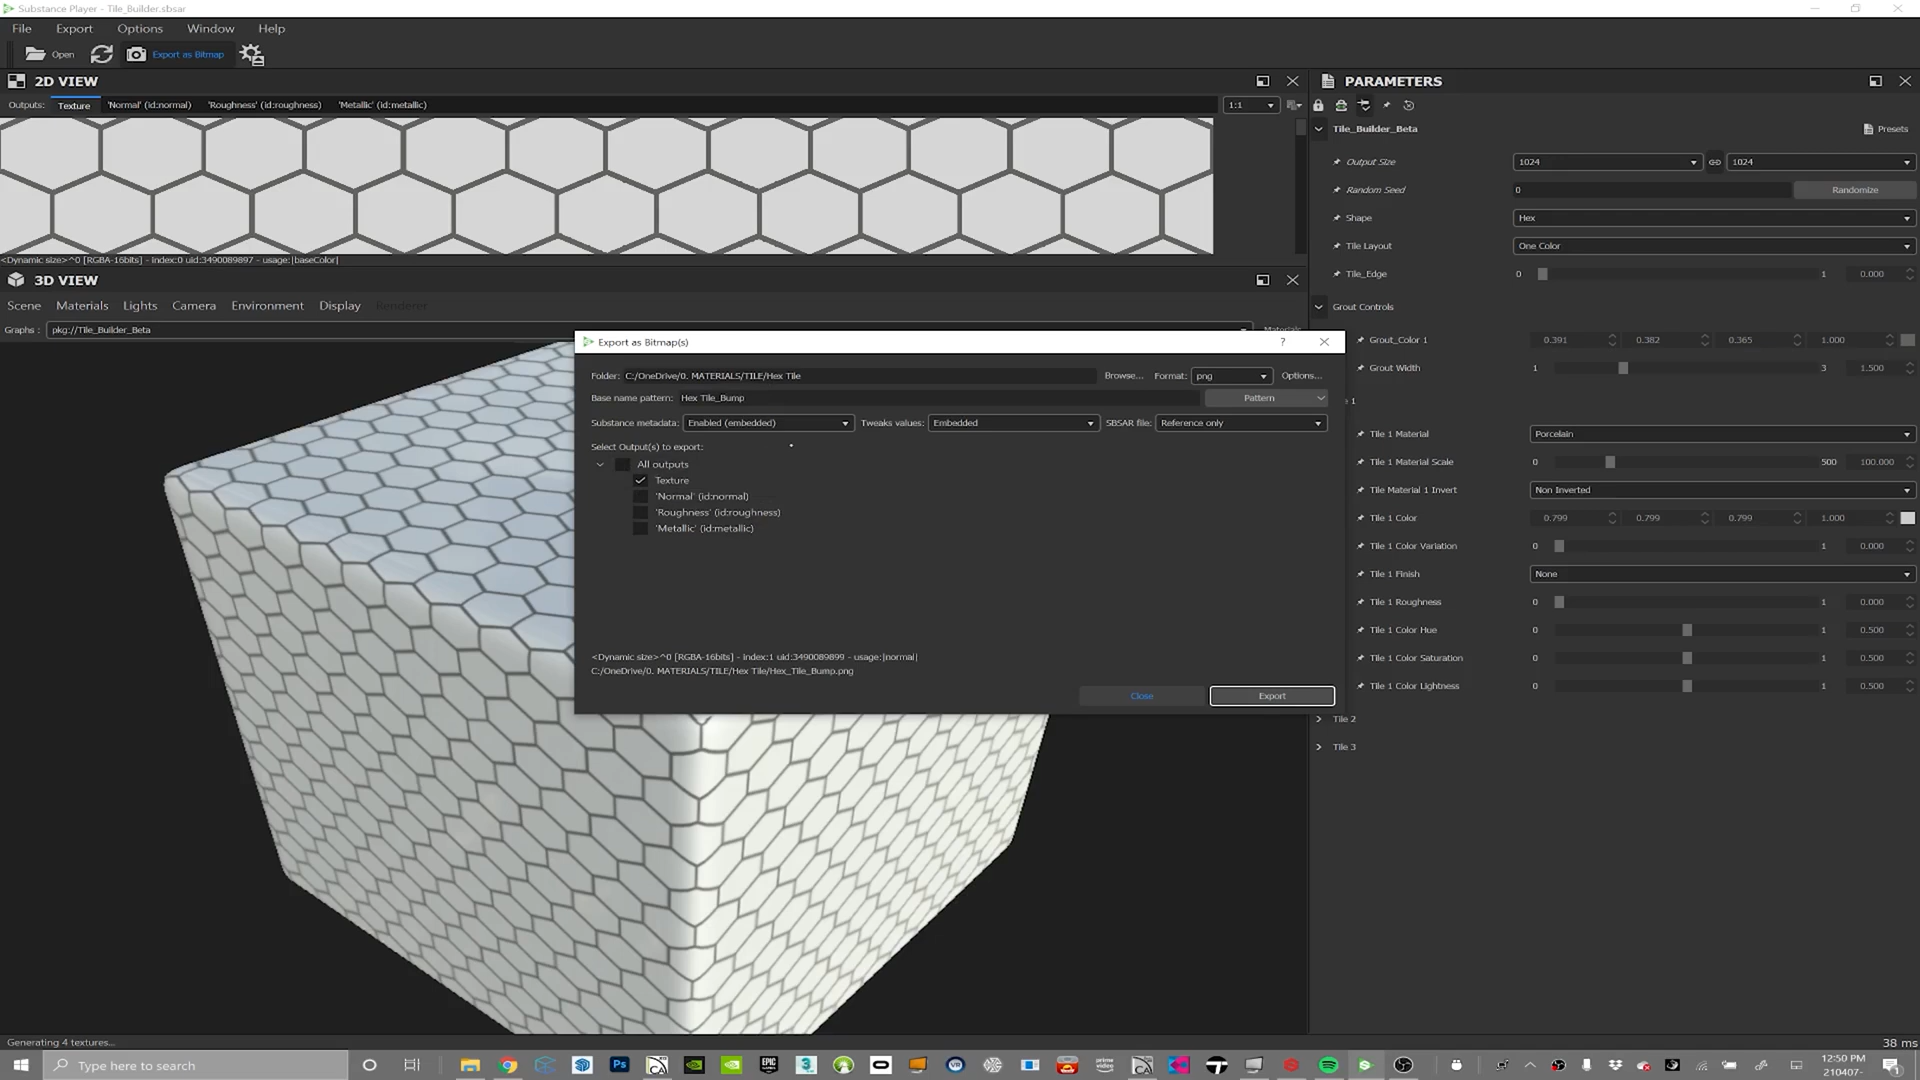 Substance Player - Tile_Builder.sbsar
File Export Options Window Help
Open Export as Bitmap
2D VIEW
Outputs: Texture 'Normal' (id:normal) 'Roughness' (id:roughness) 'Metallic' (id:metallic) 1:1
<Dynamic size>^0 [RGBA-16bits] - index:0 uid:3490089897 - usage:|baseColor|
3D VIEW
Scene Materials Lights Camera Environment Display Renderer
Graphs : pkg://Tile_Builder_Beta Materials
Export as Bitmap(s) ?
Folder: C:/OneDrive/0. MATERIALS/TILE/Hex Tile Browse... Format: png Options...
Base name pattern: Hex Tile_Bump Pattern
Substance metadata: Enabled (embedded) Tweaks values: Embedded SBSAR file: Reference only
Select Output(s) to export:
All outputs
Texture
'Normal' (id:normal)
'Roughness' (id:roughness)
'Metallic' (id:metallic)
<Dynamic size>^0 [RGBA-16bits] - index:1 uid:3490089899 - usage:|normal|
C:/OneDrive/0. MATERIALS/TILE/Hex Tile/Hex_Tile_Bump.png
Close Export
PARAMETERS
Tile_Builder_Beta Presets
Output Size 1024 1024
Random Seed 0 Randomize
Shape Hex
Tile Layout One Color
Tile_Edge 0 1 0.000
Grout Controls
Grout_Color 1 0.391 0.382 0.365 1.000
Grout Width 1 3 1.500
1
Tile 1 Material Porcelain
Tile 1 Material Scale 0 500 100.000
Tile Material 1 Invert Non Inverted
Tile 1 Color 0.799 0.799 0.799 1.000
Tile 1 Color Variation 0 1 0.000
Tile 1 Finish None
Tile 1 Roughness 0 1 0.000
Tile 1 Color Hue 0 1 0.500
Tile 1 Color Saturation 0 1 0.500
Tile 1 Color Lightness 0 1 0.500
Tile 2
Tile 3
Generating 4 textures... 38 ms
Type here to search
Ps
EPIC GAMES
3
VR
prime video
12:50 PM
210407-
1